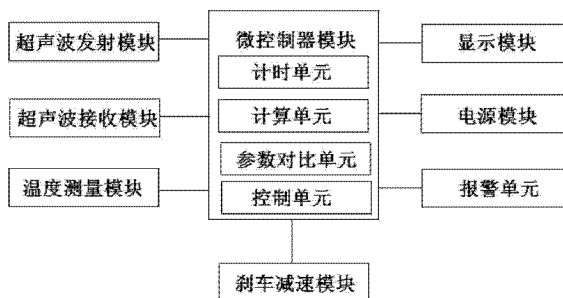 超声波发射模块
超声波接收模块
温度测量模块
微控制器模块
计时单元
计算单元
参数对比单元
控制单元
显示模块
电源模块
报警单元
刹车减速模块